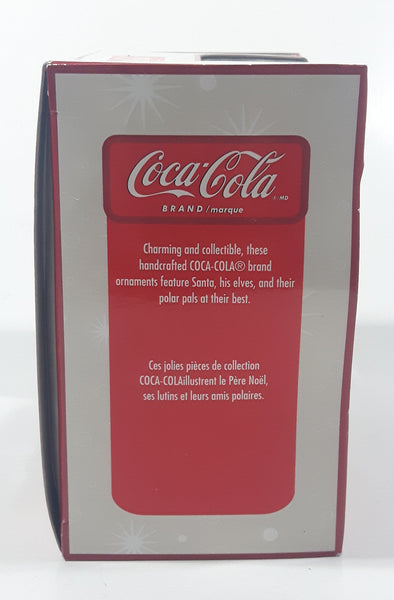 Coca-Cola
MD
BRAND/marque
Charming and collectible, these
handcrafted COCA-COLA® brand
ornaments feature Santa, his elves, and their
polar pals at their best.
Ces jolies pièces de collection
COCA-COLAillustrent le Père Noël,
ses lutins et leurs amis polaires.